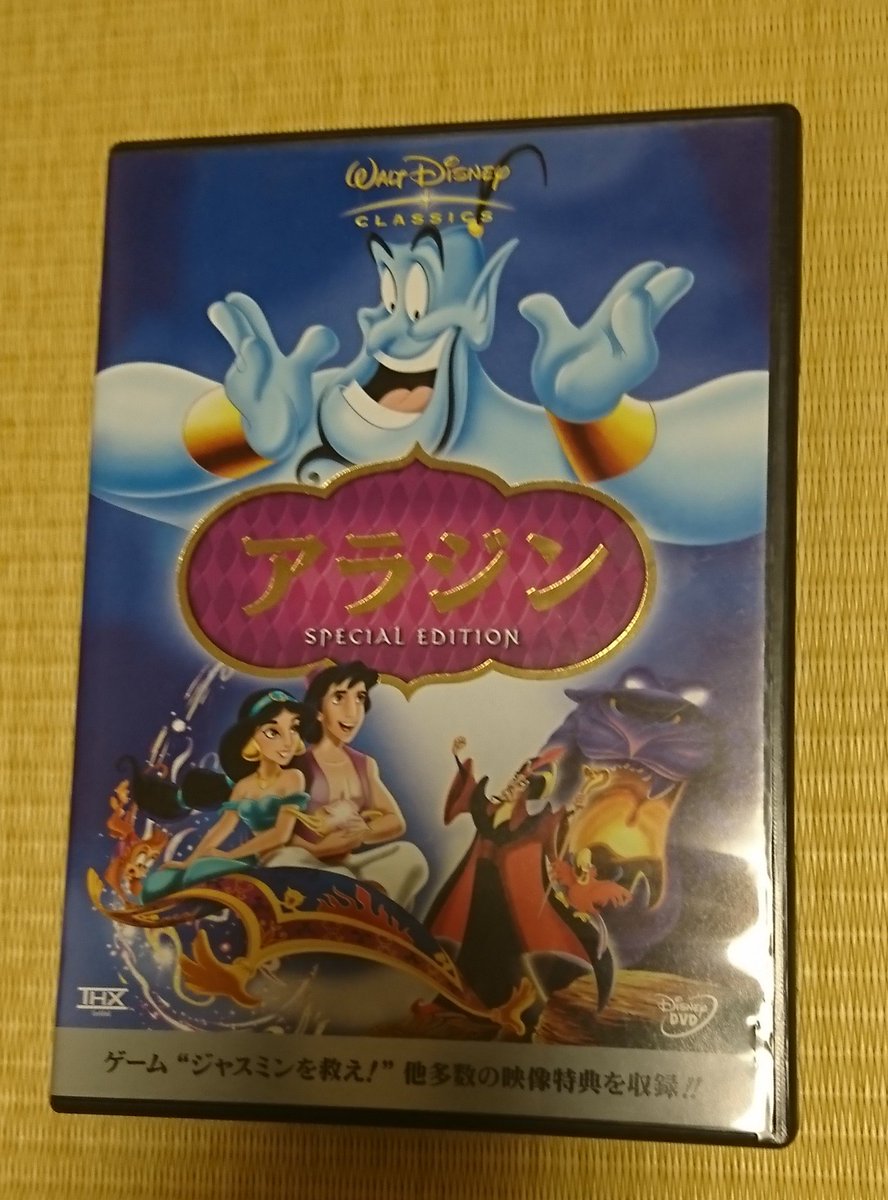 WALT DISNEY
CLASSICS
アラジン
SPECIAL EDITION
THX
DISNEY
DVD
ゲーム“ジャスミンを救え!”他多数の映像特典を収録!!